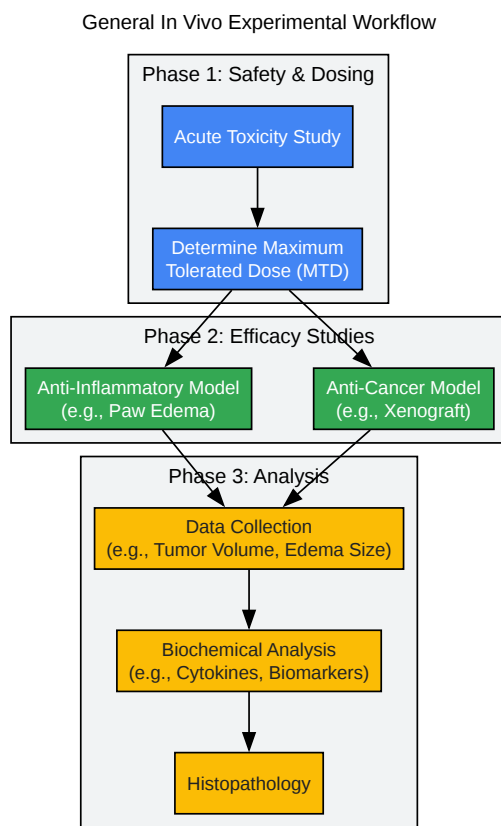 General In Vivo Experimental Workflow
Phase 1: Safety & Dosing
Acute Toxicity Study
Determine Maximum
Tolerated Dose (MTD)
Phase 2: Efficacy Studies
Anti-Inflammatory Model
(e.g., Paw Edema)
Anti-Cancer Model
(e.g., Xenograft)
Phase 3: Analysis
Data Collection
(e.g., Tumor Volume, Edema Size)
Biochemical Analysis
(e.g., Cytokines, Biomarkers)
Histopathology